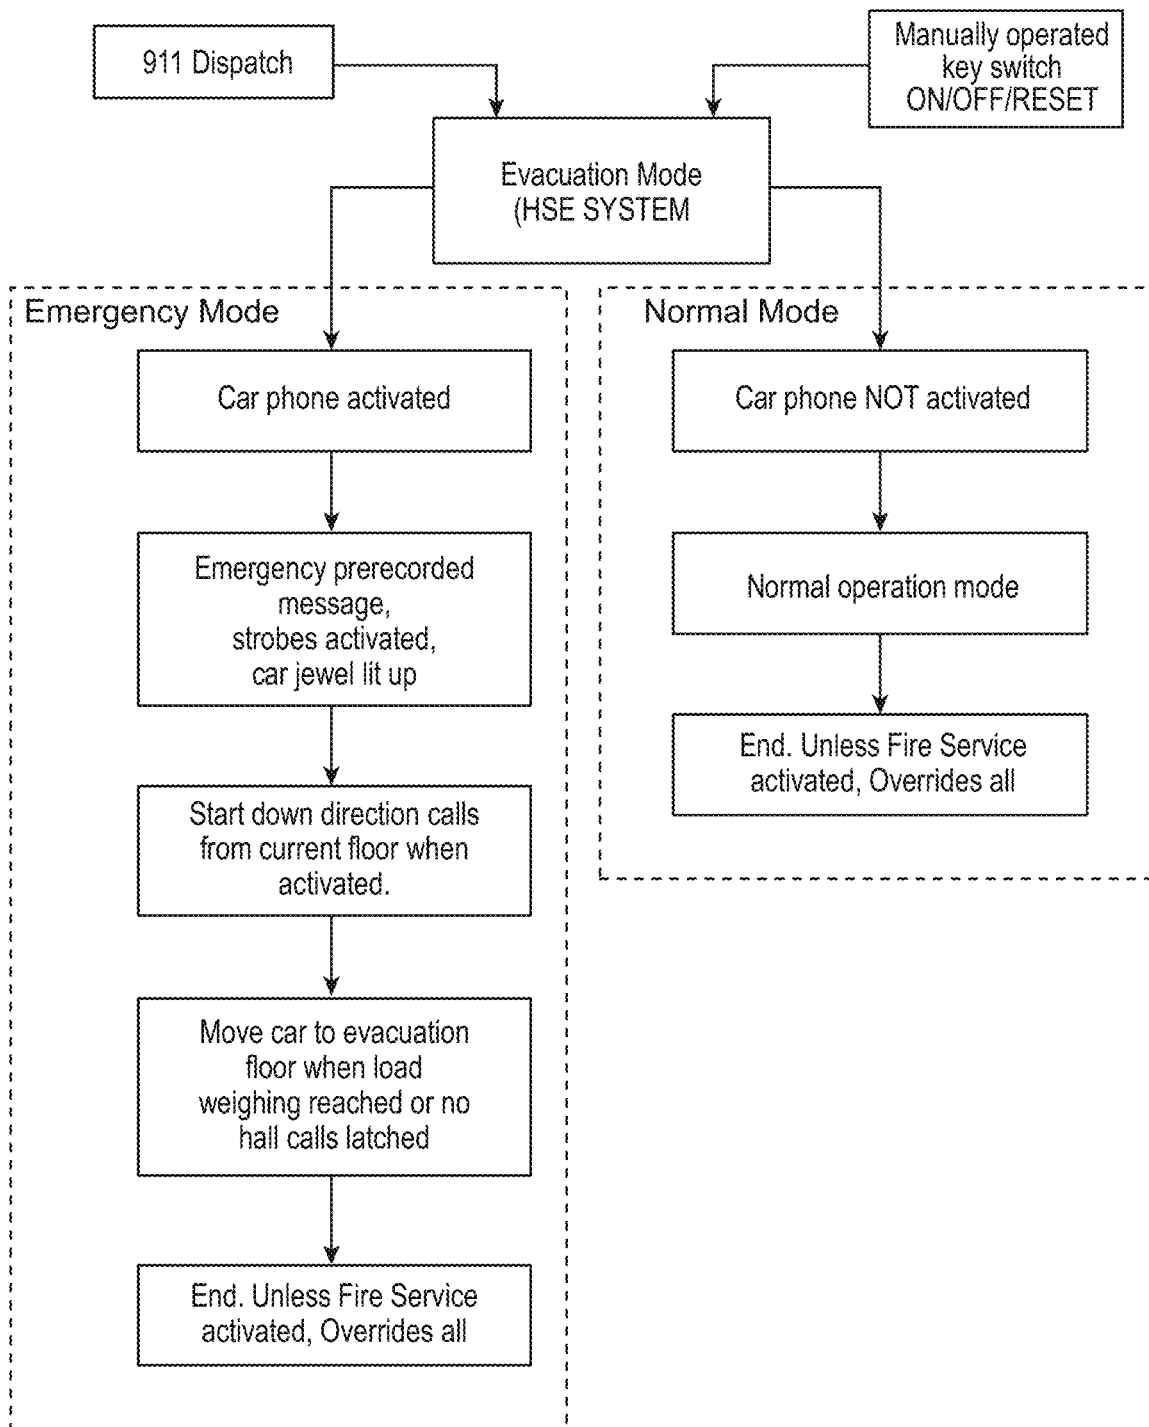 911 Dispatch
Manually operated
key switch
ON/OFF/RESET
Evacuation Mode
(HSE SYSTEM
Emergency Mode
Car phone activated
Emergency prerecorded
message,
strobes activated,
car jewel lit up
Start down direction calls
from current floor when
activated.
Move car to evacuation
floor when load
weighing reached or no
hall calls latched
End. Unless Fire Service
activated, Overrides all
Normal Mode
Car phone NOT activated
Normal operation mode
End. Unless Fire Service
activated, Overrides all